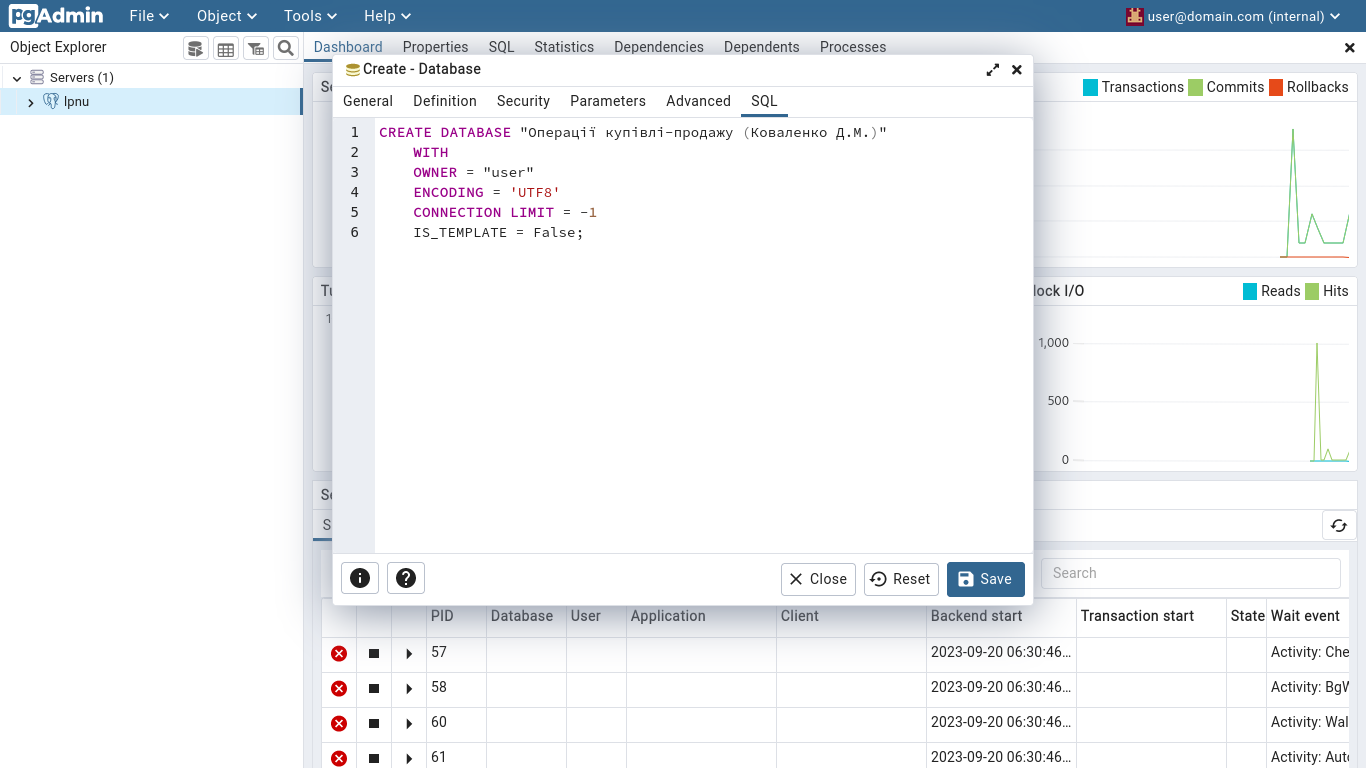 pgAdmin File Object Tools Help user@domain.com (internal)
Object Explorer
Dashboard Properties SQL Statistics Dependencies Dependents Processes
Servers (1)
lpnu
Create - Database
General Definition Security Parameters Advanced SQL
1 CREATE DATABASE "Операції купівлі-продажу (Коваленко Д.М.)"
2 WITH
3 OWNER = "user"
4 ENCODING = 'UTF8'
5 CONNECTION LIMIT = -1
6 IS_TEMPLATE = False;
Close Reset Save
Transactions Commits Rollbacks
lock I/O Reads Hits
1
1,000
500
0
Search
PID Database User Application Client Backend start Transaction start State Wait event
57 2023-09-20 06:30:46… Activity: Che
58 2023-09-20 06:30:46… Activity: BgW
60 2023-09-20 06:30:46… Activity: Wal
61 2023-09-20 06:30:46… Activity: Auto